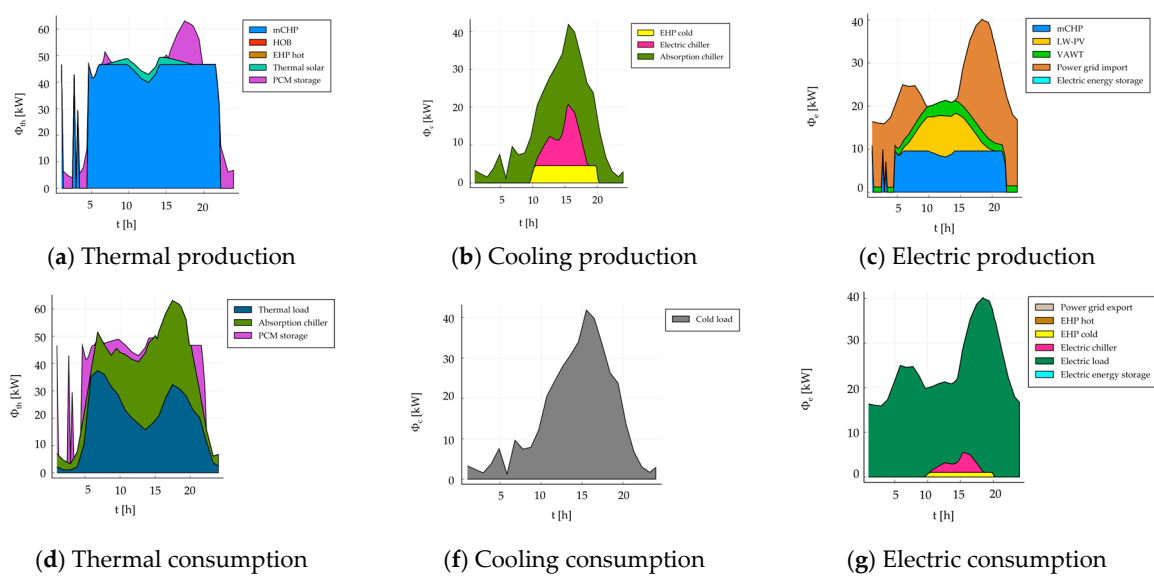 60
50
40
30
20
10
0
Φth [kW]
5
10
15
20
t [h]
mCHP
HOB
EHP hot
Thermal solar
PCM storage
(a) Thermal production
40
30
20
10
0
Φc [kW]
5
10
15
20
t [h]
EHP cold
Electric chiller
Absorption chiller
(b) Cooling production
40
30
20
10
0
Φe [kW]
5
10
15
20
t [h]
mCHP
LW-PV
VAWT
Power grid import
Electric energy storage
(c) Electric production
60
50
40
30
20
10
0
Φth [kW]
5
10
15
20
t [h]
Thermal load
Absorption chiller
PCM storage
(d) Thermal consumption
40
30
20
10
0
Φc [kW]
5
10
15
20
t [h]
Cold load
(f) Cooling consumption
40
30
20
10
0
Φe [kW]
5
10
15
20
t [h]
Power grid export
EHP hot
EHP cold
Electric chiller
Electric load
Electric energy storage
(g) Electric consumption